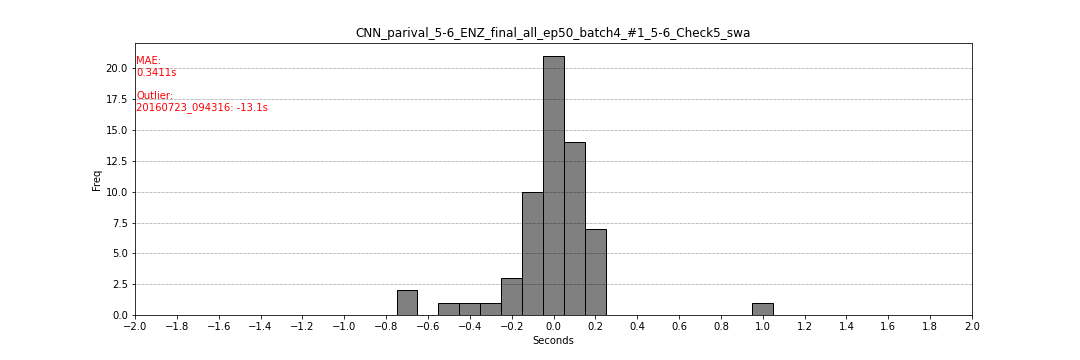 CNN_parival_5-6_ENZ_final_all_ep50_batch4_#1_5-6_Check5_swa
MAE:
0.3411s
Outlier:
20160723_094316: -13.1s
Freq
20.0
17.5
15.0
12.5
10.0
7.5
5.0
2.5
0.0
−2.0 −1.8 −1.6 −1.4 −1.2 −1.0 −0.8 −0.6 −0.4 −0.2 0.0 0.2 0.4 0.6 0.8 1.0 1.2 1.4 1.6 1.8 2.0
Seconds